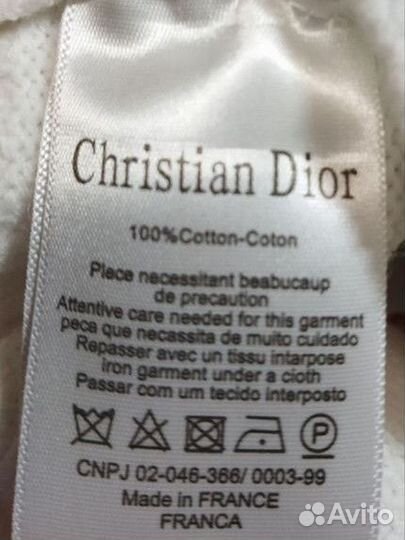 Christian Dior
100%Cotton-Coton
Piece necessitant beabucaup
de precaution
Attentive care needed for this garment
peca que necassita de muito cuidado
Repasser avec un tissu intarpose
iron garment under a cloth
Passar com um tecido interposto
P
CNPJ 02-046-366/ 0003-99
Made in FRANCE
FRANCA
Avito